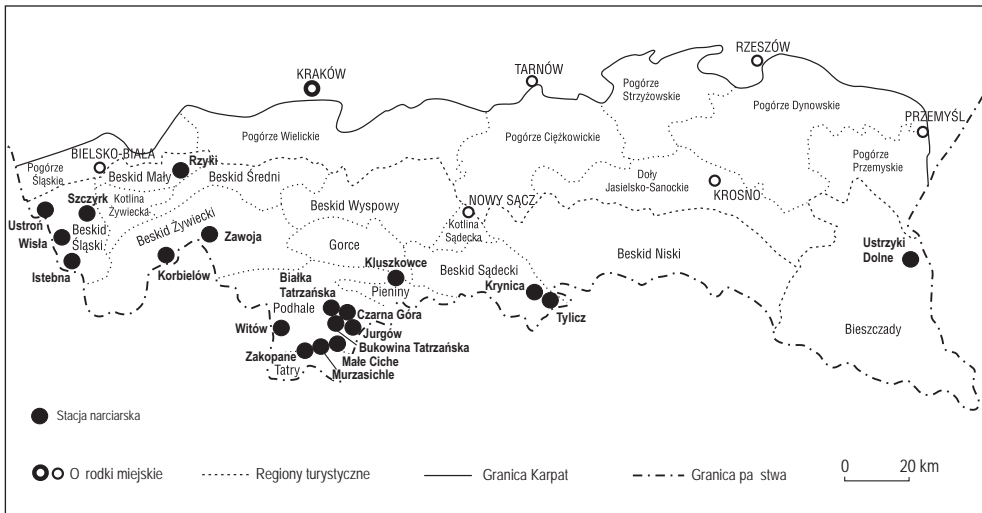 RZESZÓW
KRAKÓW
TARNÓW
Pogórze
Strzyżowskie
Pogórze Dynowskie
PRZEMYŚL
Pogórze Wielickie
Pogórze Ciężkowickie
BIELSKO-BIAŁA
Rzyki
Pogórze
Śląskie
Beskid Mały
Beskid Średni
Pogórze
Przemyskie
Doły
Jasielsko-Sanockie
KROSNO
Szczyrk
Kotlina
Żywiecka
Beskid Wyspowy
NOWY SĄCZ
Kotlina
Sądecka
Ustroń
Beskid
Śląski
Beskid Żywiecki
Zawoja
Wisła
Gorce
Beskid Niski
Ustrzyki
Dolne
Istebna
Korbielów
Kluszkowce
Beskid Sądecki
Białka
Tatrzańska
Pieniny
Krynica
Podhale
Czarna Góra
Tylicz
Witów
Jurgów
Bieszczady
Bukowina Tatrzańska
Zakopane
Małe Ciche
Tatry
Murzasichle
Stacja narciarska
O rodki miejskie
Regiony turystyczne
Granica Karpat
Granica pa stwa
0 20 km